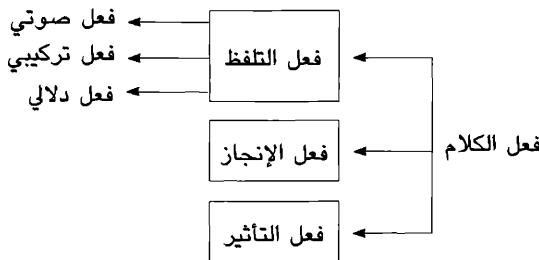 فعل الكلام
فعل التلفظ
فعل صوتي
فعل تركيبي
فعل دلالي
فعل الإنجاز
فعل التأثير